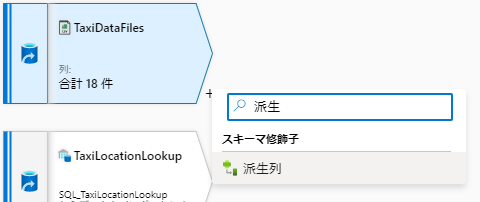 TaxiDataFiles
列:
合計 18 件
+
派生
スキーマ修飾子
派生列
TaxiLocationLookup
SQL_TaxiLocationLookup